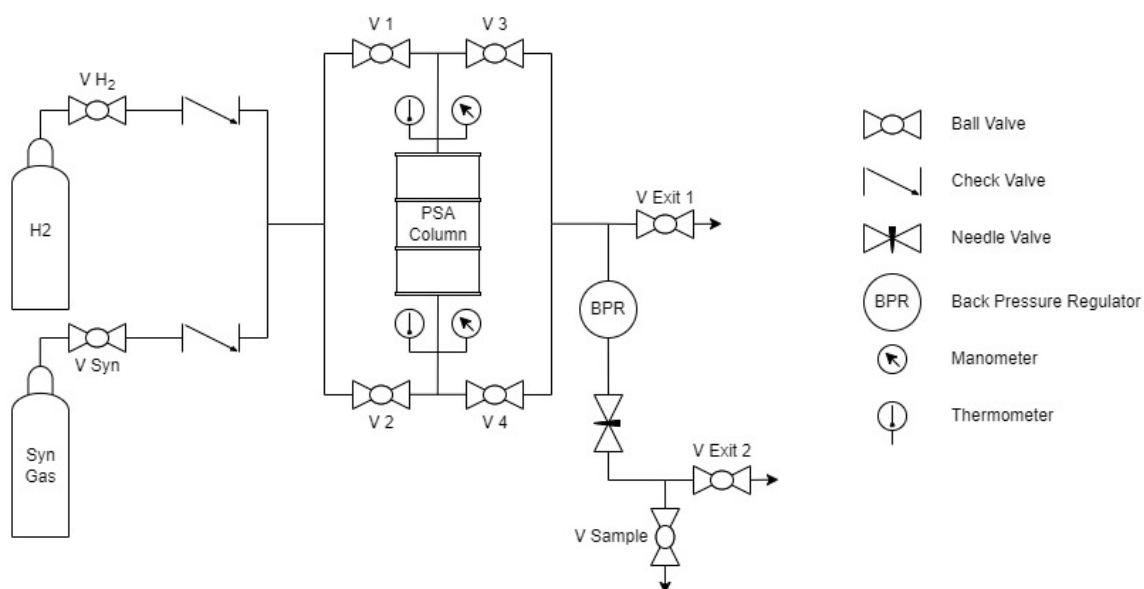 V 1
V 3
V H₂
H2
PSA
Column
V Exit 1
BPR
V Syn
Syn
Gas
V 2
V 4
V Exit 2
V Sample
Ball Valve
Check Valve
Needle Valve
BPR
Back Pressure Regulator
Manometer
Thermometer